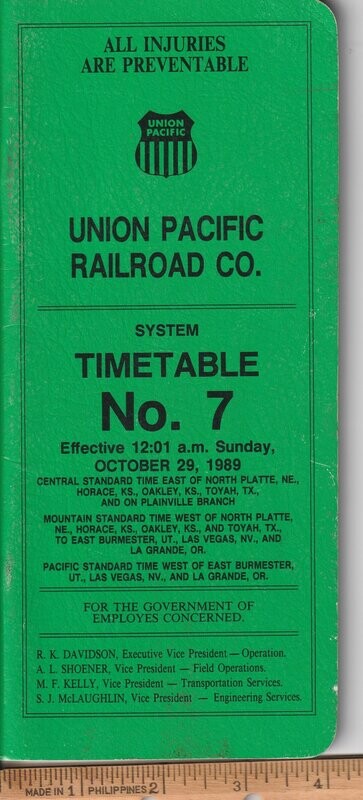 ALL INJURIES
ARE PREVENTABLE
UNION
PACIFIC
UNION PACIFIC
RAILROAD CO.
SYSTEM
TIMETABLE
No. 7
Effective 12:01 a.m. Sunday,
OCTOBER 29, 1989
CENTRAL STANDARD TIME EAST OF NORTH PLATTE, NE.,
HORACE, KS., OAKLEY, KS., TOYAH, TX.,
AND ON PLAINVILLE BRANCH
MOUNTAIN STANDARD TIME WEST OF NORTH PLATTE,
NE., HORACE, KS., OAKLEY, KS., AND TOYAH, TX.,
TO EAST BURMESTER, UT., LAS VEGAS, NV., AND
LA GRANDE, OR.
PACIFIC STANDARD TIME WEST OF EAST BURMESTER,
UT., LAS VEGAS, NV., AND LA GRANDE, OR.
FOR THE GOVERNMENT OF
EMPLOYES CONCERNED.
R. K. DAVIDSON, Executive Vice President — Operation.
A. L. SHOENER, Vice President — Field Operations.
M. F. KELLY, Vice President — Transportation Services.
S. J. McLAUGHLIN, Vice President — Engineering Services.
MADE IN 1 PHILIPPINES 2 3 4